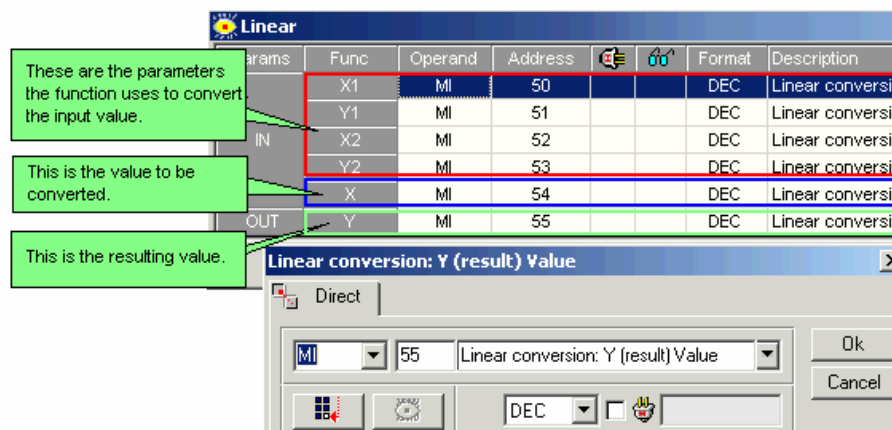 Linear
arams Func Operand Address Format Description
X1 MI 50 DEC Linear conversi
Y1 MI 51 DEC Linear conversi
IN X2 MI 52 DEC Linear conversi
Y2 MI 53 DEC Linear conversi
X MI 54 DEC Linear conversi
OUT Y MI 55 DEC Linear conversi
These are the parameters
the function uses to convert
the input value.
This is the value to be
converted.
This is the resulting value.
Linear conversion: Y (result) Value
Direct
MI 55 Linear conversion: Y (result) Value
Ok
Cancel
DEC